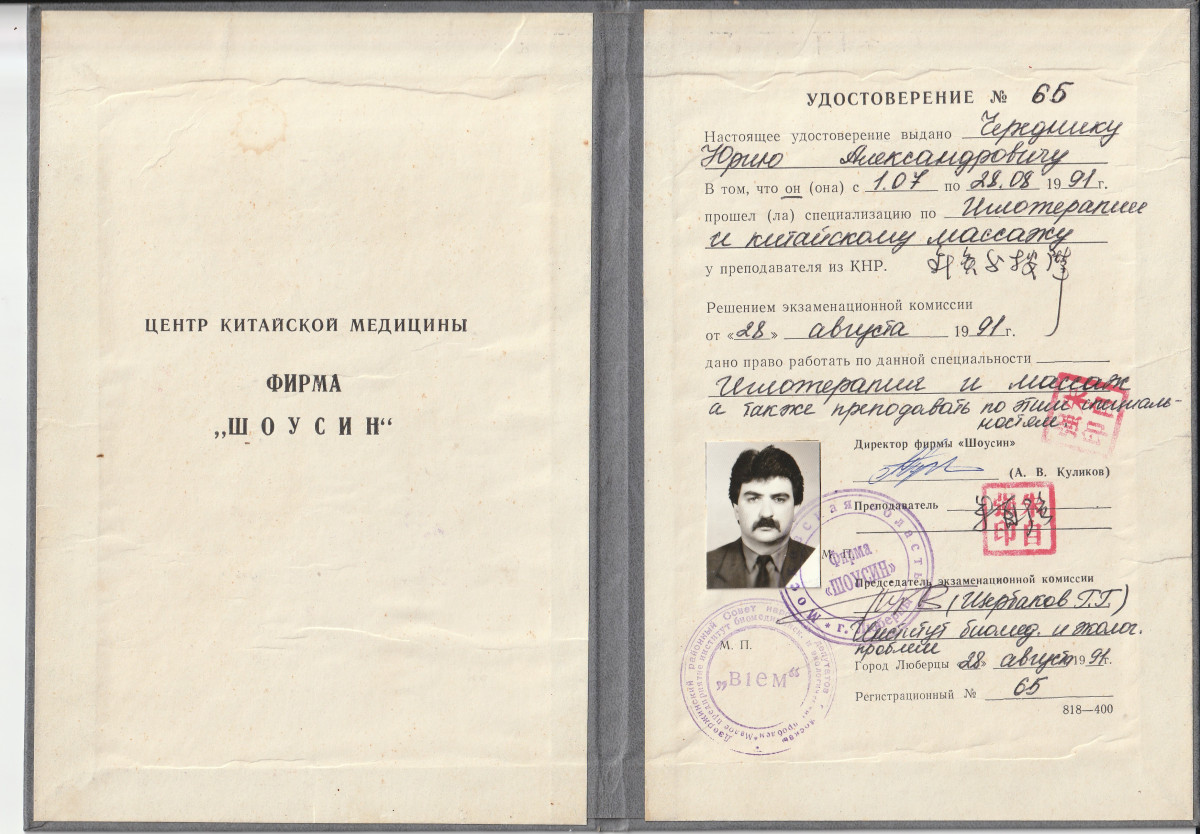 ЦЕНТР КИТАЙСКОЙ МЕДИЦИНЫ
ФИРМА
„ШОУСИН“
УДОСТОВЕРЕНИЕ № 65
Настоящее удостоверение выдано Череднику
Юрию Александровичу
В том, что он (она) с 1.07 по 28.08 1991 г.
прошел (ла) специализацию по Иглотерапии
и китайскому массажу
у преподавателя из КНР.
Решением экзаменационной комиссии
от «28» августа 1991 г.
дано право работать по данной специальности
Иглотерапия и массаж
а также преподавать по этим специаль-
ностям
Директор фирмы «Шоусин»
(А. В. Куликов)
Преподаватель
М. П.
Фирма
«ШОУСИН»
Председатель экзаменационной комиссии
(Щербаков Г.Г.)
Институт биомед. и эколог.
проблем
М. П.
Город Люберцы 28 августа 1991 г.
„ВІЕМ“
Регистрационный № 65
818—400